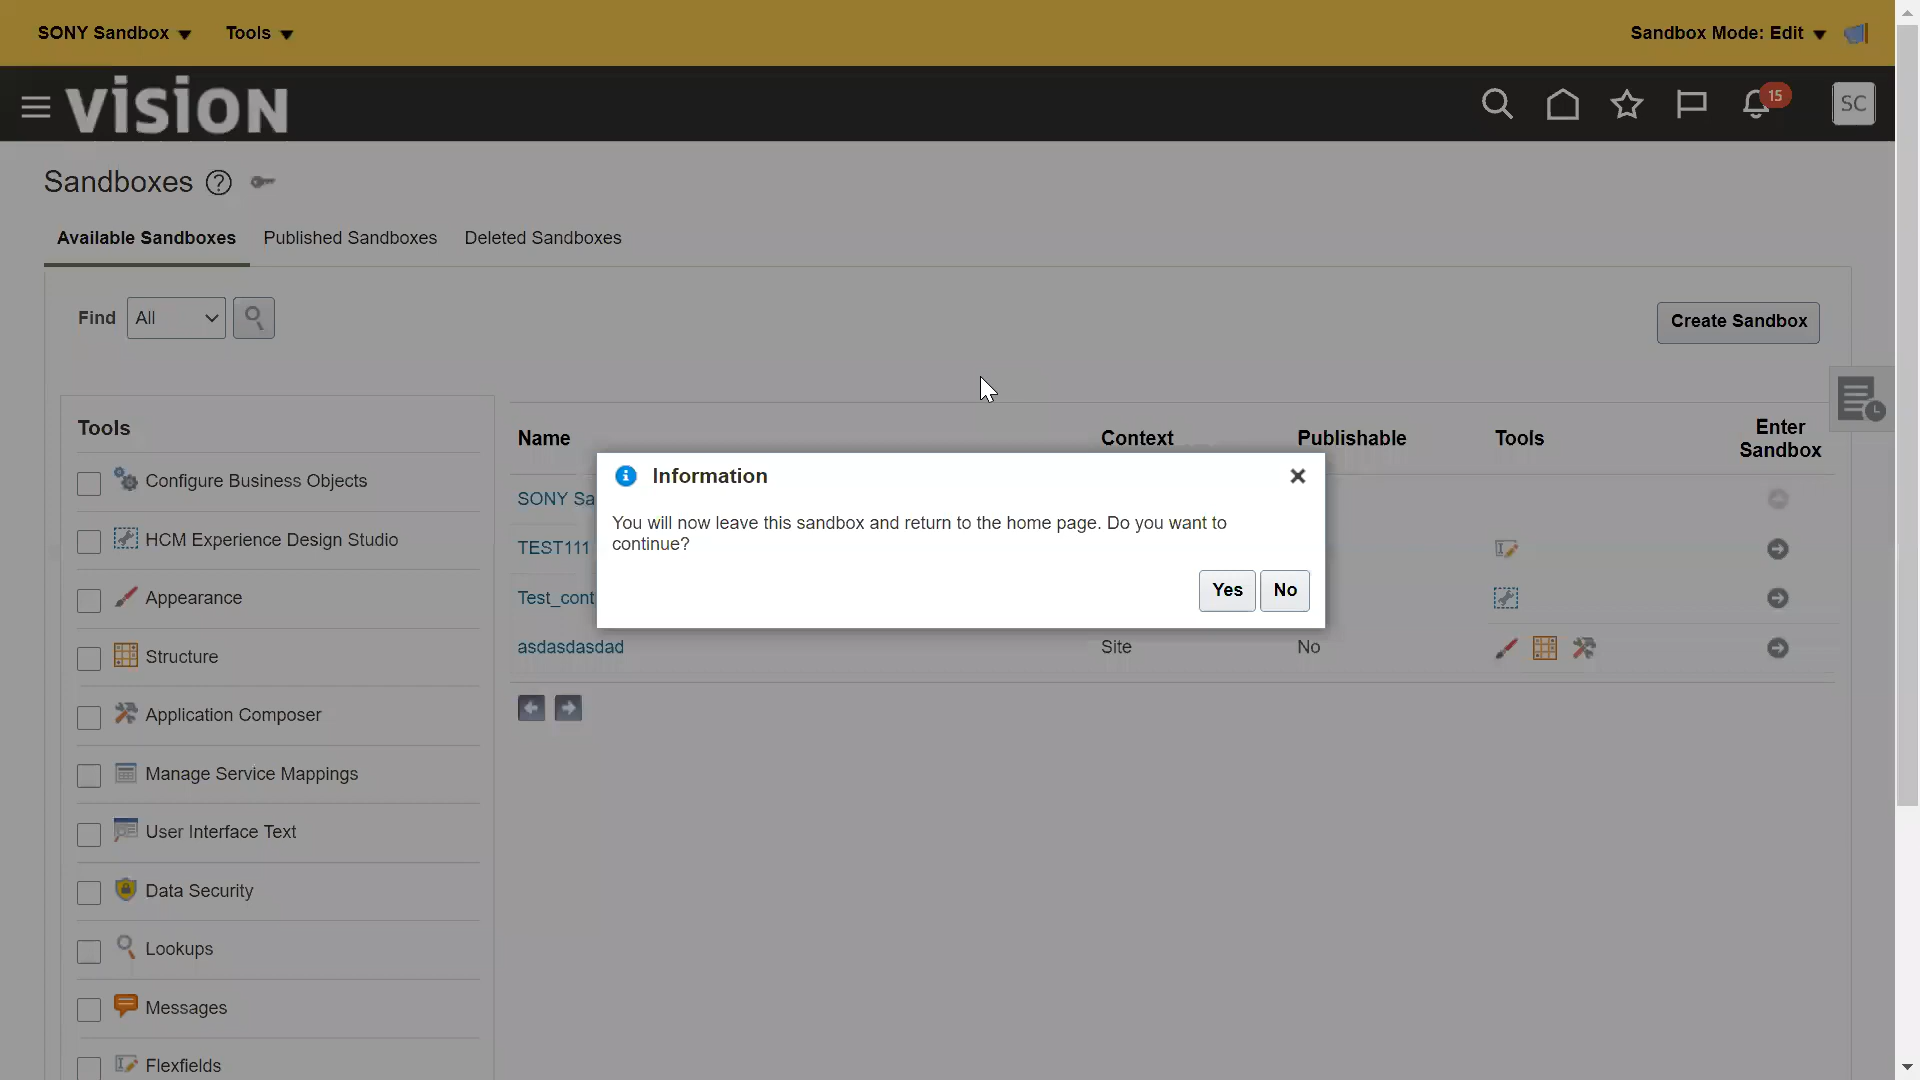 SONY Sandbox
Tools
Sandbox Mode: Edit
vision
15
SC
Sandboxes
Available Sandboxes
Published Sandboxes
Deleted Sandboxes
Find
All
Create Sandbox
Tools
Configure Business Objects
HCM Experience Design Studio
Appearance
Structure
Application Composer
Manage Service Mappings
User Interface Text
Data Security
Lookups
Messages
Flexfields
Name
Context
Publishable
Tools
Enter
Sandbox
SONY Sa
TEST111
Test_cont
asdasdasdad
Site
No
Information
You will now leave this sandbox and return to the home page. Do you want to
continue?
Yes
No